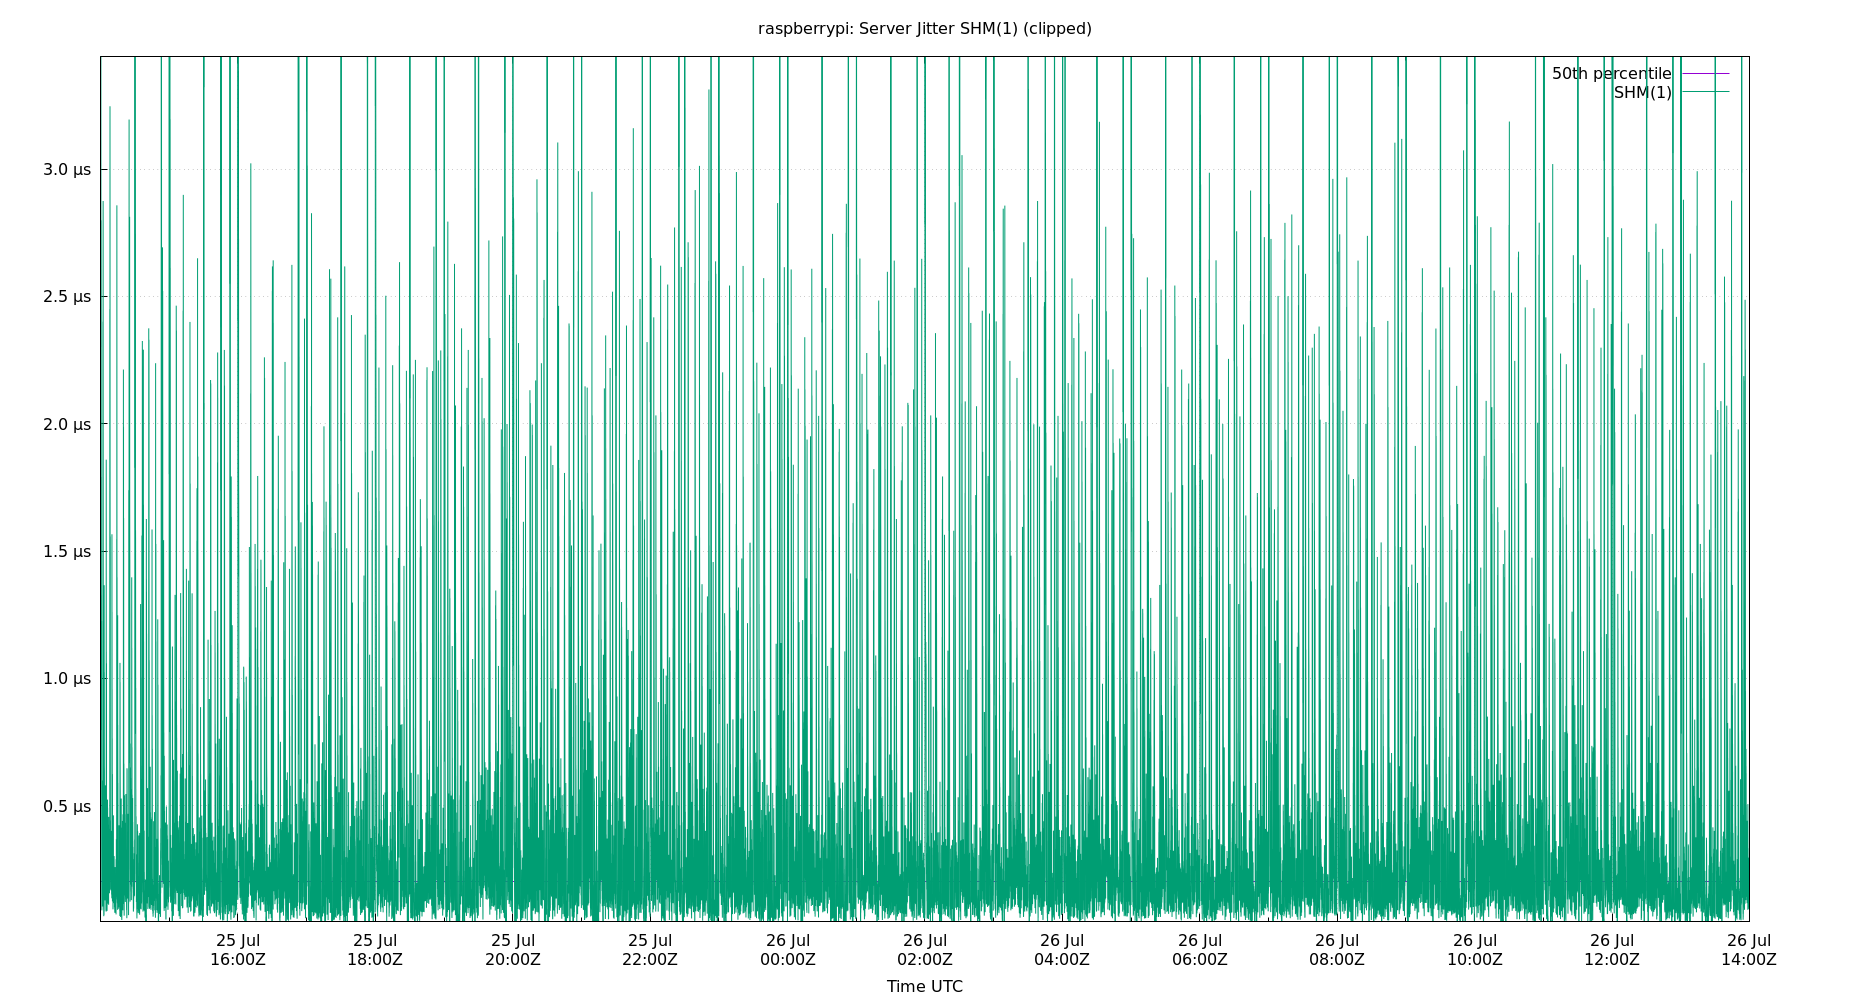 raspberrypi: Server Jitter SHM(1) (clipped)
50th percentile
SHM(1)
3.0 µs
2.5 µs
2.0 µs
1.5 µs
1.0 µs
0.5 µs
25 Jul 25 Jul 25 Jul 25 Jul 26 Jul 26 Jul 26 Jul 26 Jul 26 Jul 26 Jul 26 Jul 26 Jul
16:00Z 18:00Z 20:00Z 22:00Z 00:00Z 02:00Z 04:00Z 06:00Z 08:00Z 10:00Z 12:00Z 14:00Z
Time UTC